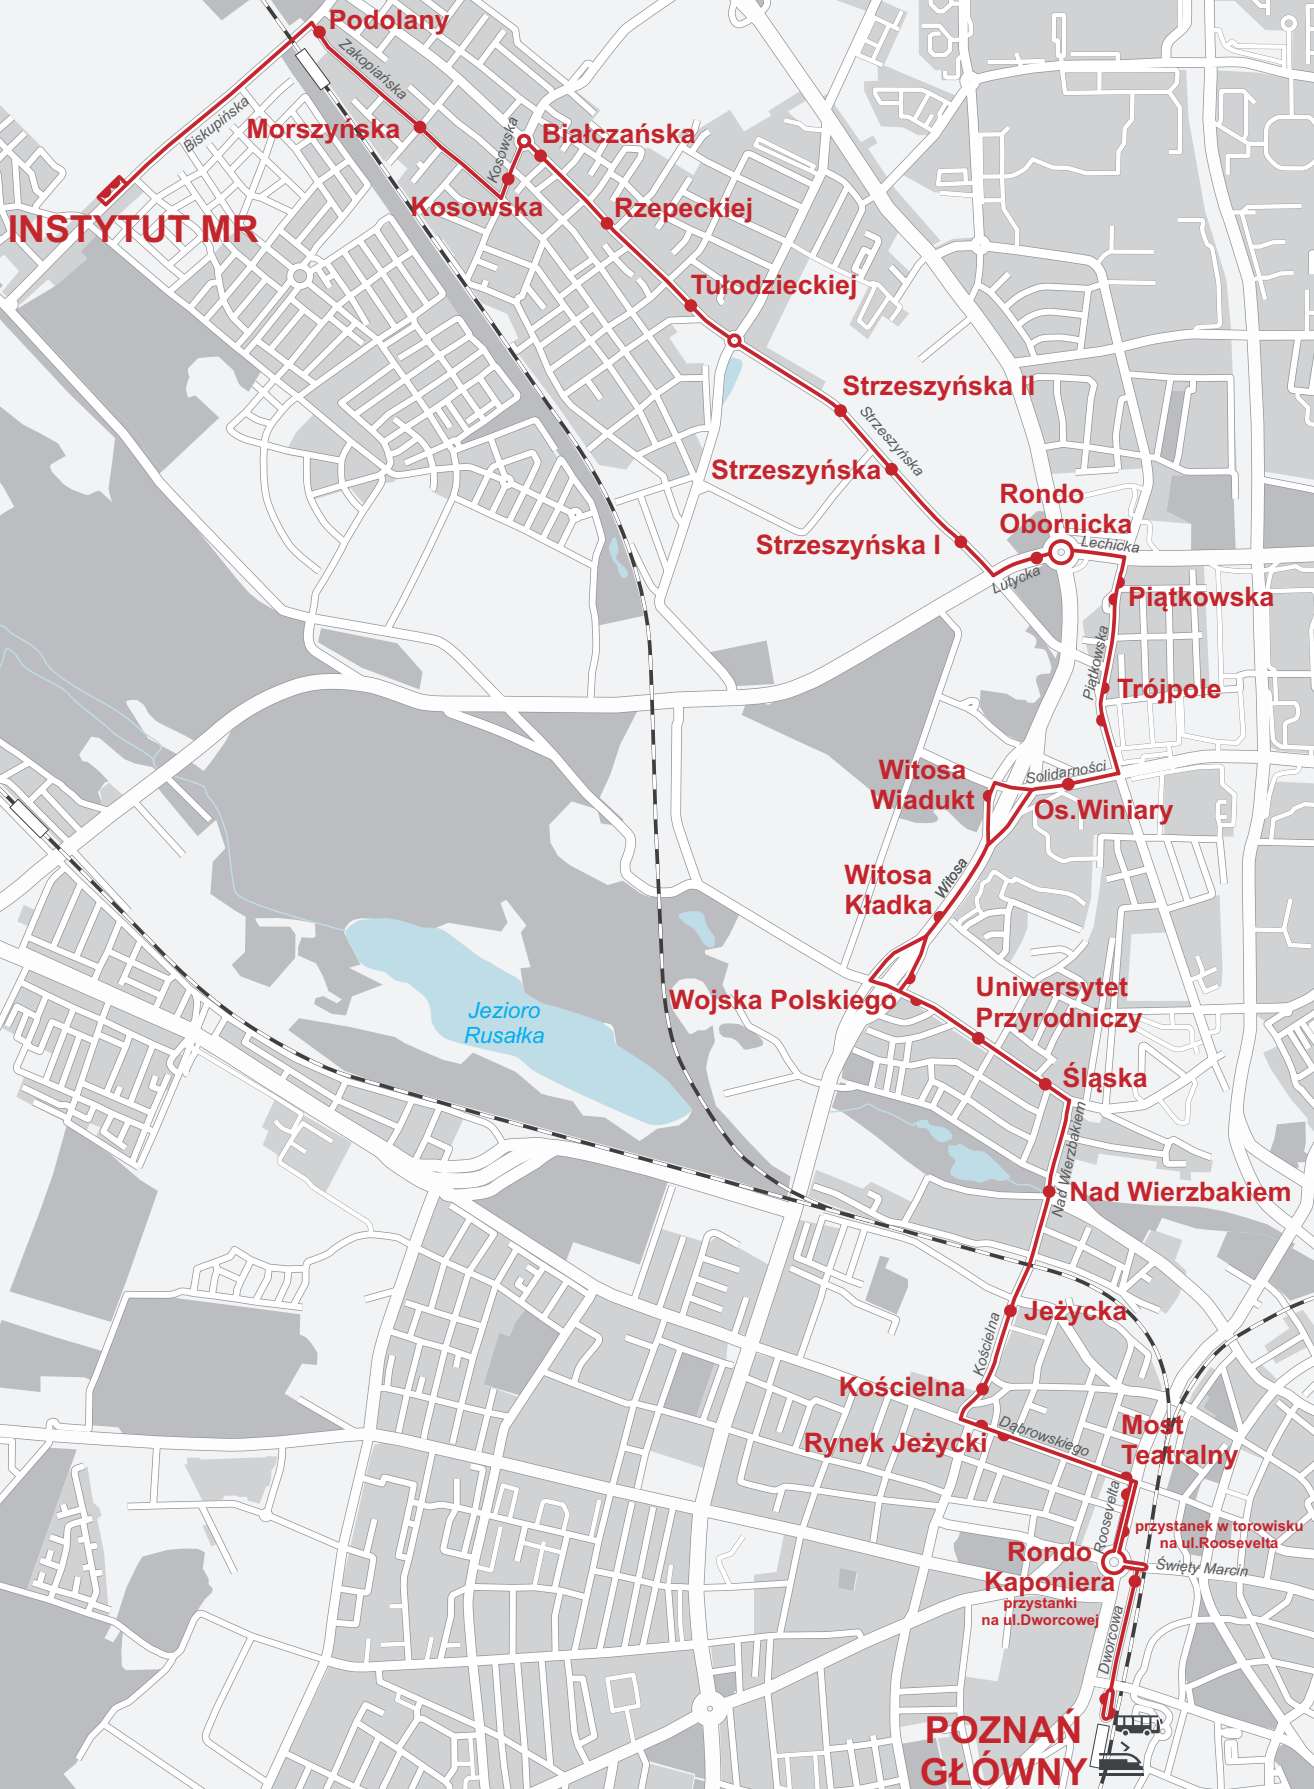 Podolany
Zakopiańska
Biskupińska
Morszyńska
Kosowska
Białczańska
Kosowska
Rzepeckiej
INSTYTUT MR
Tułodzieckiej
Strzeszyńska II
Strzeszyńska
Strzeszyńska
Rondo
Obornicka
Strzeszyńska I
Lechicka
Lutycka
Piątkowska
Piątkowska
Trójpole
Witosa
Wiadukt
Solidarności
Os.Winiary
Witosa
Kładka
Witosa
Wojska Polskiego
Uniwersytet
Przyrodniczy
Jezioro
Rusałka
Śląska
Nad Wierzbakiem
Nad Wierzbakiem
Jeżycka
Kościelna
Kościelna
Rynek Jeżycki
Dąbrowskiego
Most
Teatralny
Roosevelta
przystanek w torowisku
na ul.Roosevelta
Rondo
Kaponiera
przystanki
na ul.Dworcowej
Święty Marcin
Dworcowa
POZNAŃ
GŁÓWNY